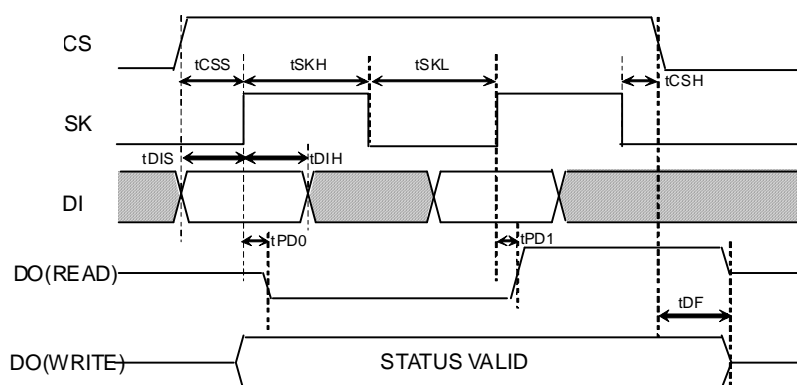 CS
tCSS tSKH tSKL tCSH
SK
tDIS tDIH
DI
tPD0 tPD1
DO(READ)
tDF
DO(WRITE) STATUS VALID